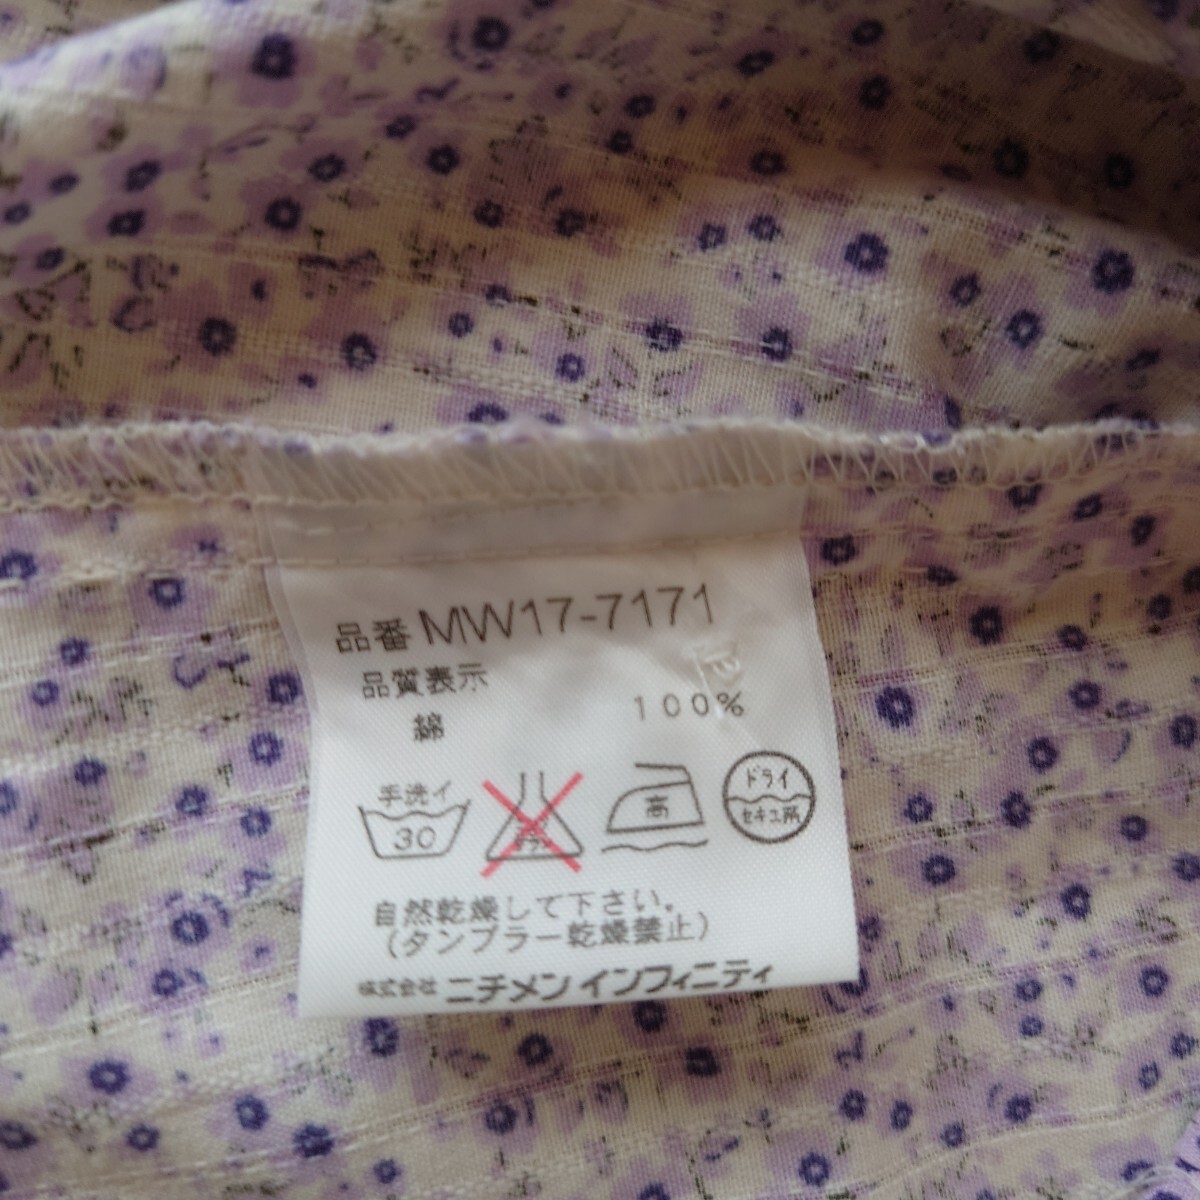 品番 MW17-7171
品質表示
綿 100%
手洗イ 30 高 ドライ セキユ系
自然乾燥して下さい。
(タンブラー乾燥禁止)
株式会社 ニチメン インフィニティ